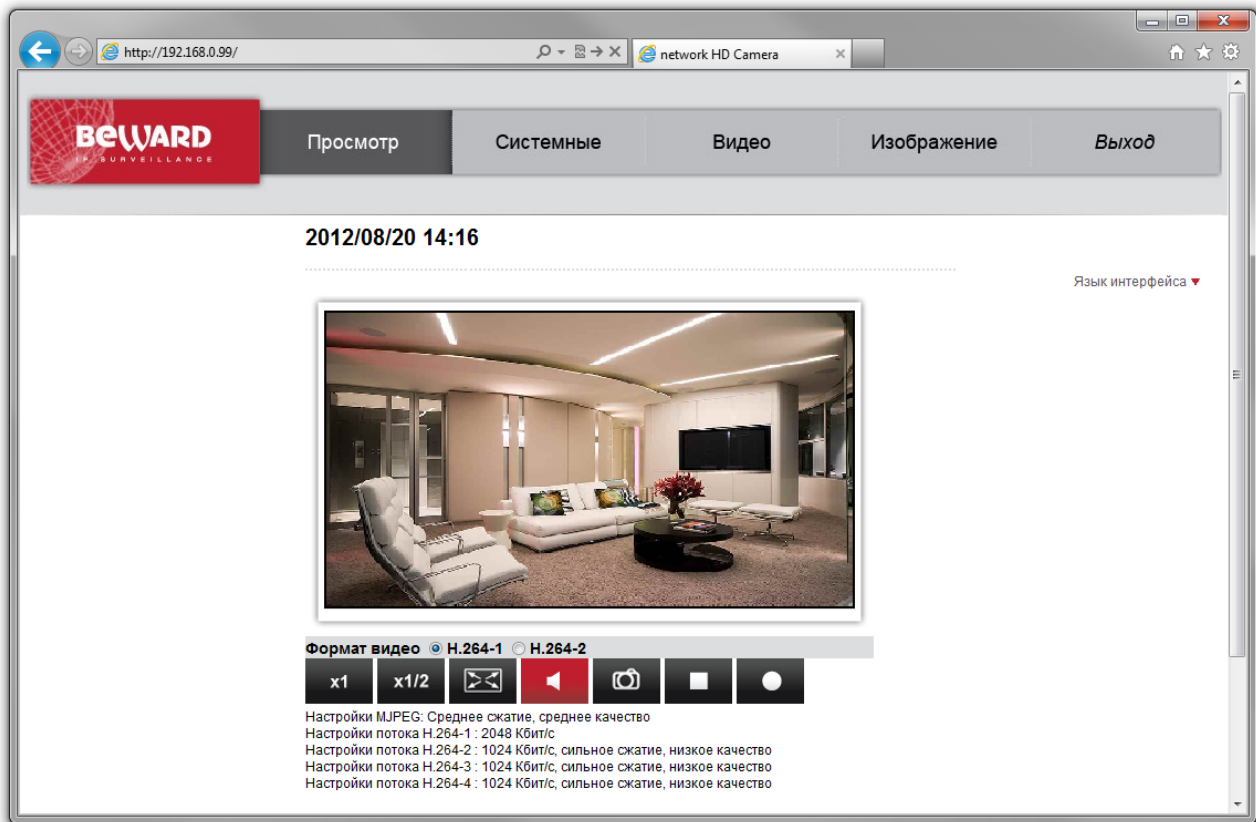 http://192.168.0.99/
network HD Camera
BEWARD
IP SURVEILLANCE
Просмотр
Системные
Видео
Изображение
Выход
2012/08/20 14:16
Язык интерфейса
Формат видео H.264-1 H.264-2
x1
x1/2
Настройки MJPEG: Среднее сжатие, среднее качество
Настройки потока H.264-1 : 2048 Кбит/с
Настройки потока H.264-2 : 1024 Кбит/с, сильное сжатие, низкое качество
Настройки потока H.264-3 : 1024 Кбит/с, сильное сжатие, низкое качество
Настройки потока H.264-4 : 1024 Кбит/с, сильное сжатие, низкое качество